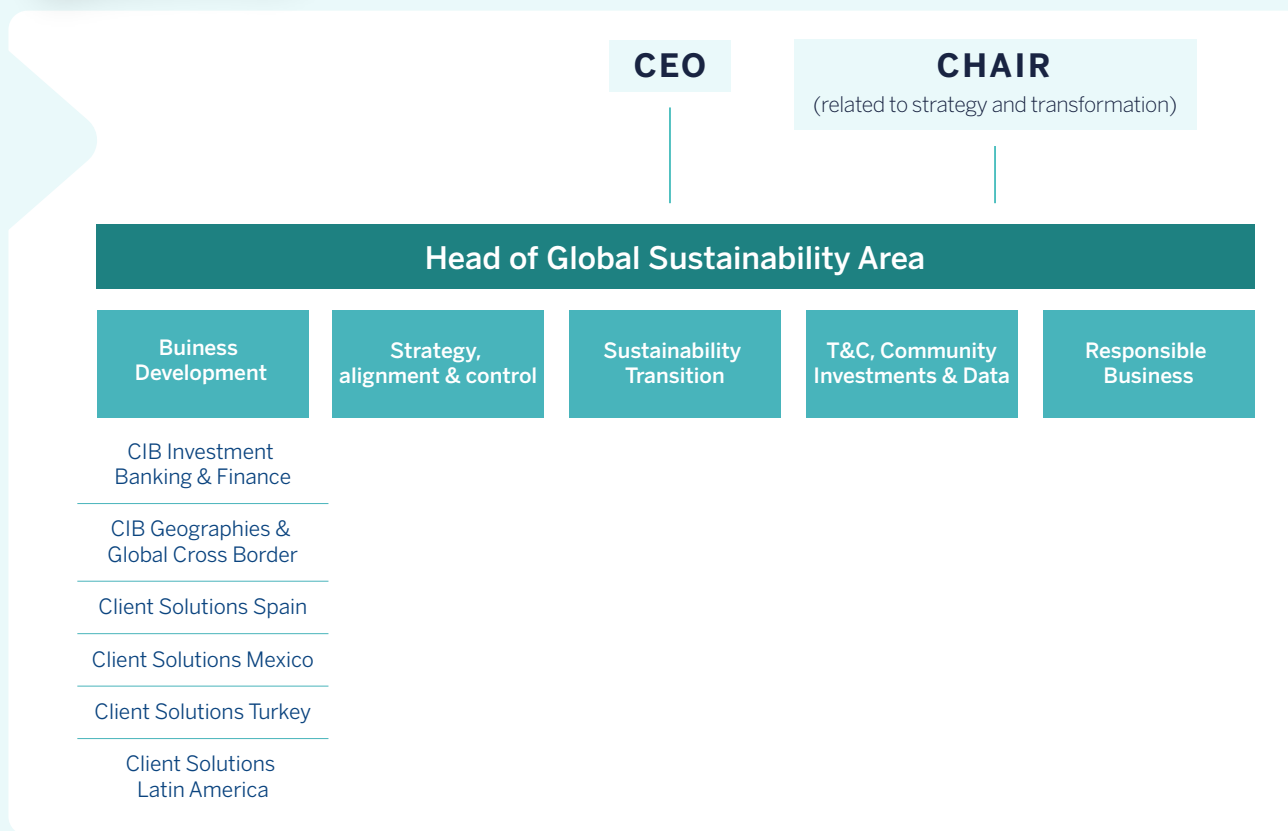 CEO
CHAIR
(related to strategy and transformation)
Head of Global Sustainability Area
Buiness
Development
Strategy,
alignment & control
Sustainability
Transition
T&C, Community
Investments & Data
Responsible
Business
CIB Investment
Banking & Finance
CIB Geographies &
Global Cross Border
Client Solutions Spain
Client Solutions Mexico
Client Solutions Turkey
Client Solutions
Latin America